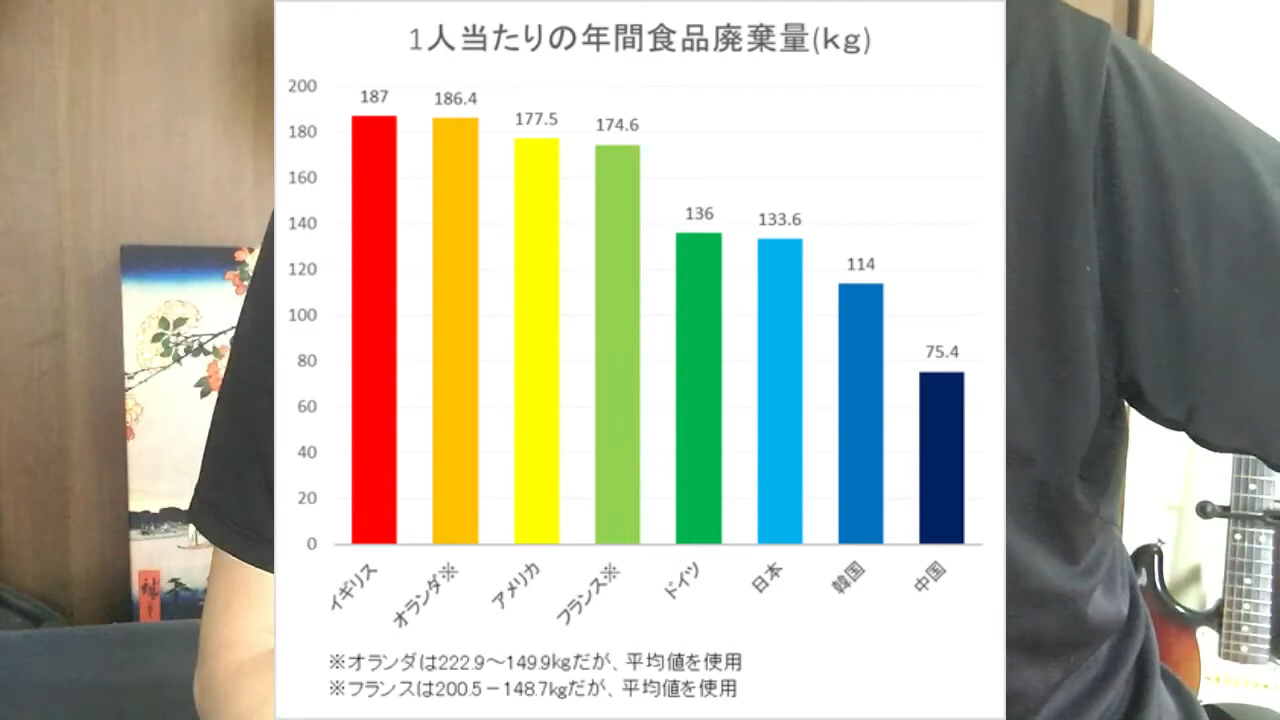 1人当たりの年間食品廃棄量(kg)
200
180
160
140
120
100
80
60
40
20
0
187
186.4
177.5
174.6
136
133.6
114
75.4
イギリス
オランダ※
アメリカ
フランス※
ドイツ
日本
韓国
中国
※オランダは222.9～149.9kgだが、平均値を使用
※フランスは200.5－148.7kgだが、平均値を使用